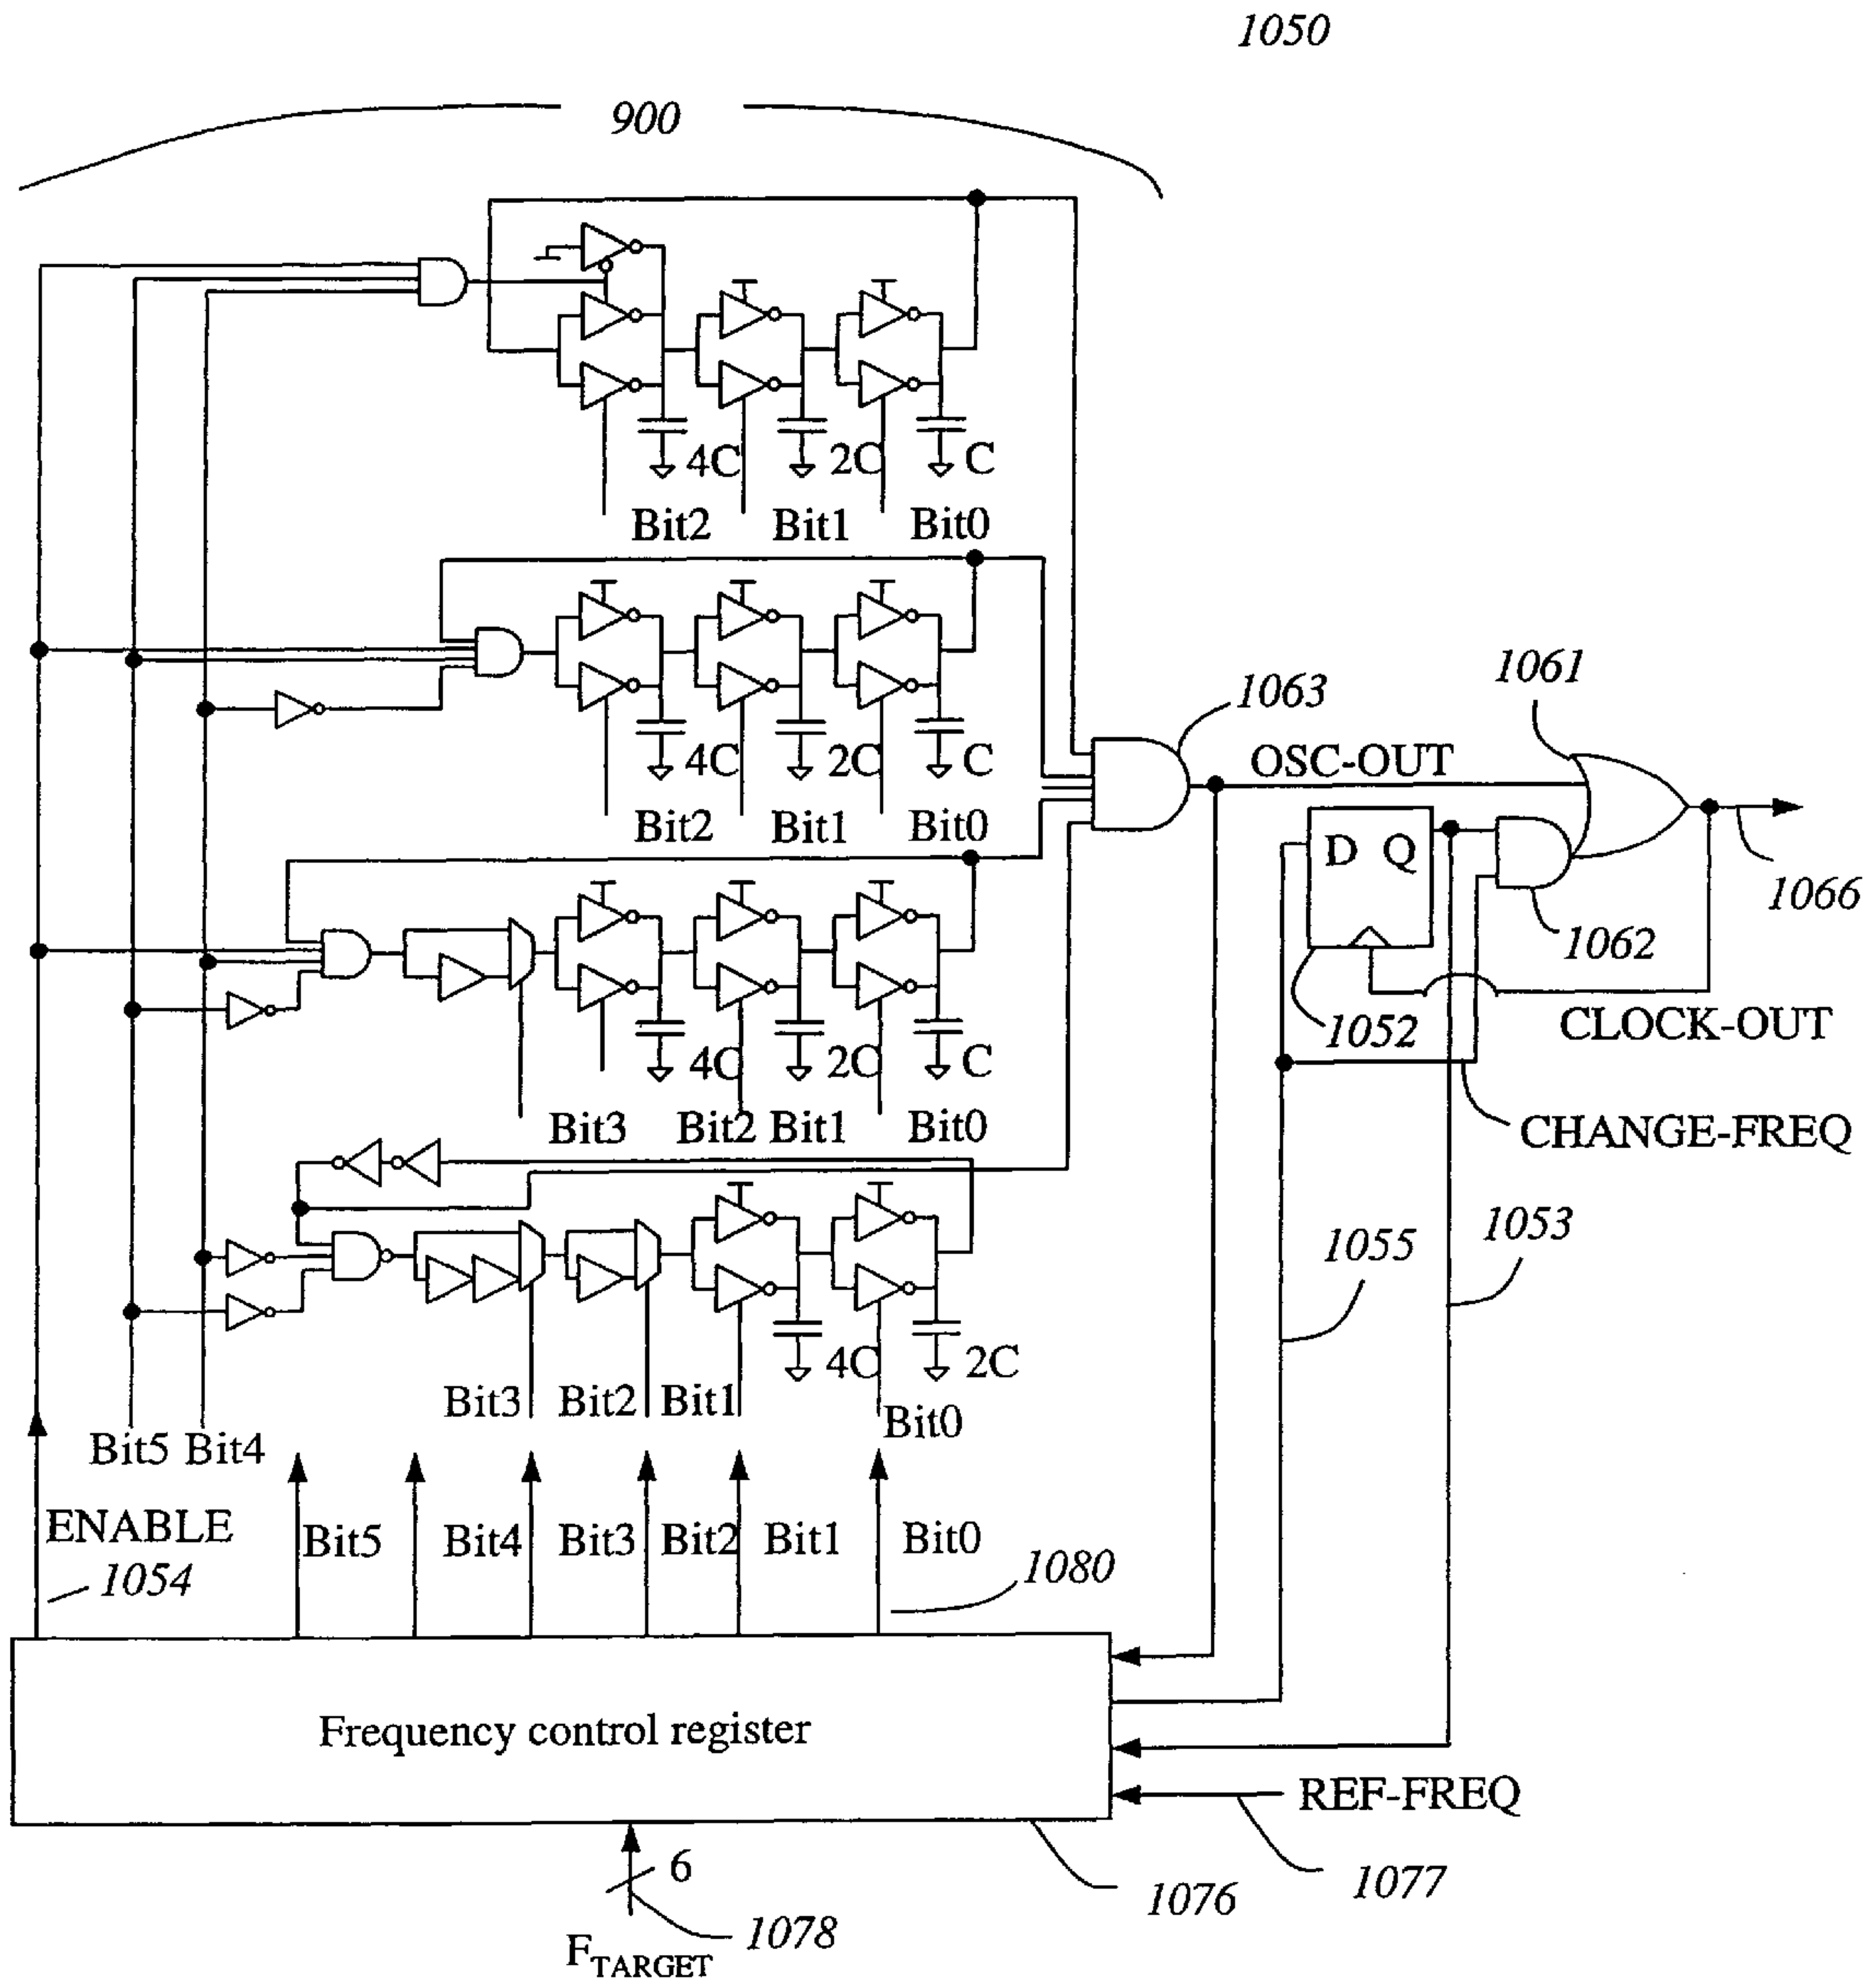 1050
900
4C 2C C
Bit2 Bit1 Bit0
4C 2C C
Bit2 Bit1 Bit0
1063
1061
OSC-OUT
D Q
1066
1062
1052
CLOCK-OUT
4C 2C C
Bit3 Bit2 Bit1 Bit0
CHANGE-FREQ
1055
1053
4C 2C
Bit3 Bit2 Bit1 Bit0
Bit5 Bit4
ENABLE
1054
Bit5 Bit4 Bit3 Bit2 Bit1 Bit0
1080
Frequency control register
REF-FREQ
1077
1076
6
1078
FTARGET